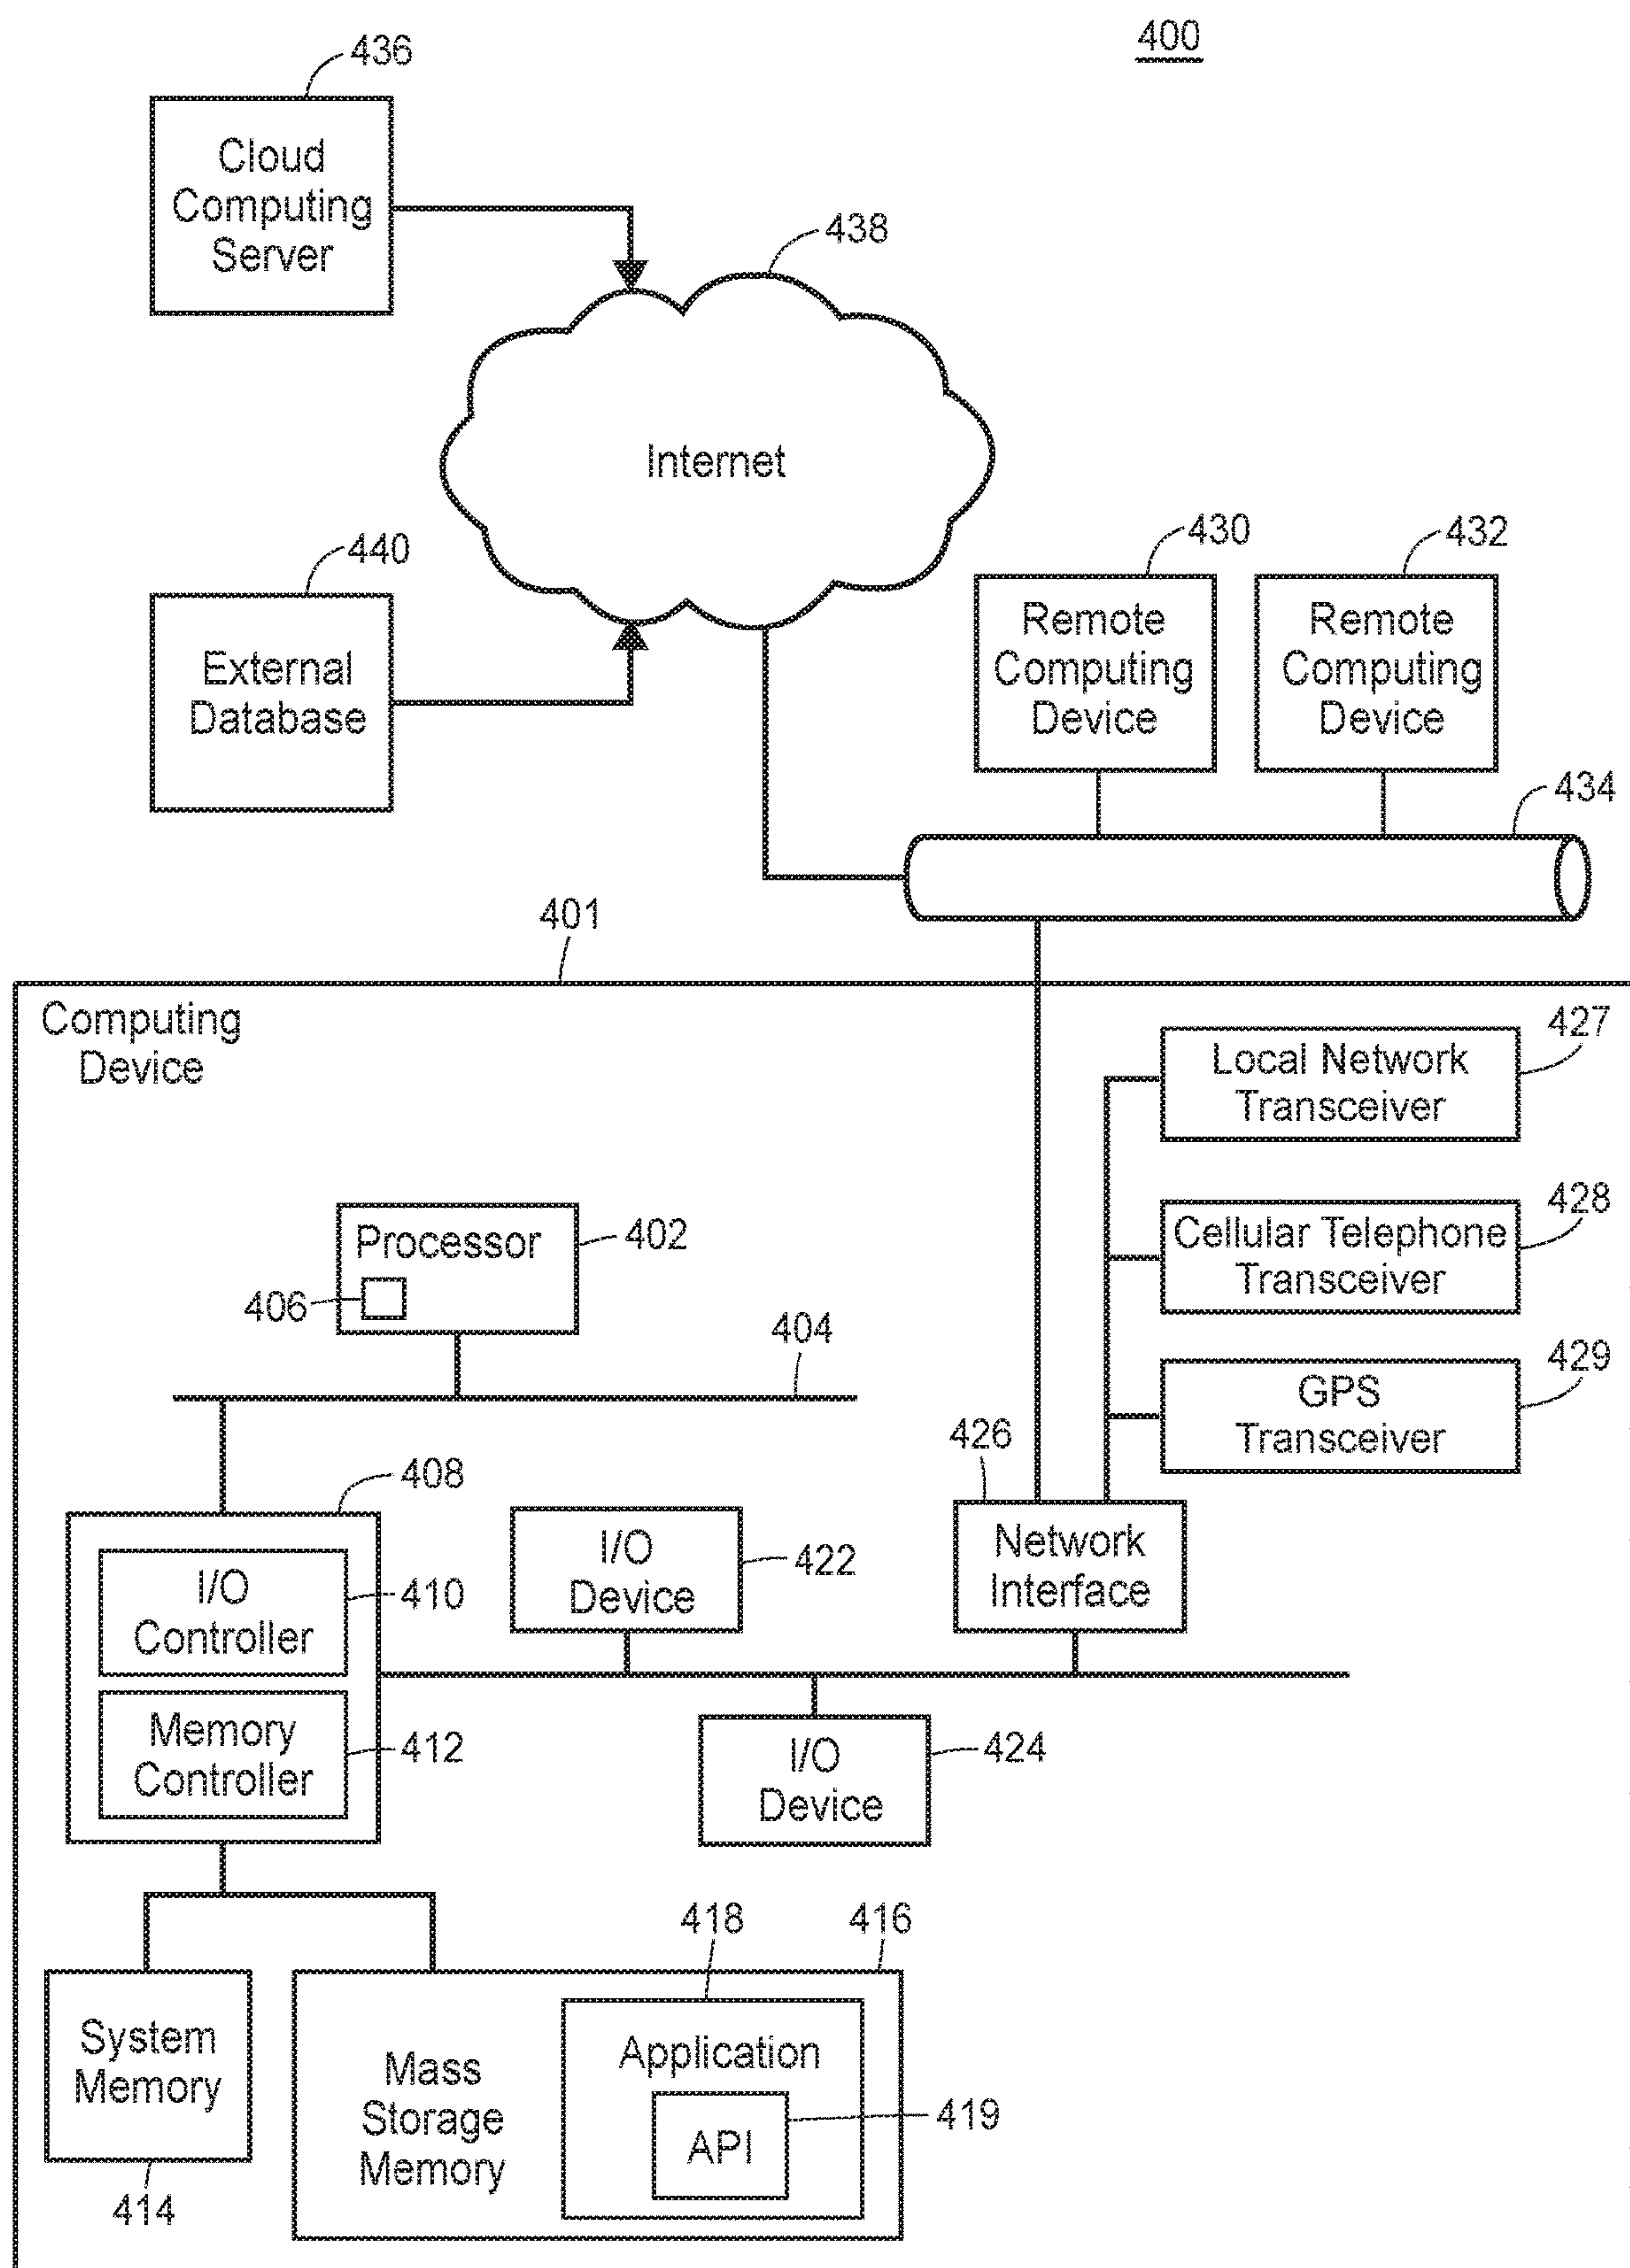 400
436
Cloud
Computing
Server
438
Internet
440
External
Database
430
432
Remote
Computing
Device
Remote
Computing
Device
434
401
Computing
Device
427
Local Network
Transceiver
428
Cellular Telephone
Transceiver
429
GPS
Transceiver
Processor
402
406
404
426
Network
Interface
408
I/O
Controller
410
Memory
Controller
412
I/O
Device
422
I/O
Device
424
418
416
System
Memory
414
Mass
Storage
Memory
Application
API
419